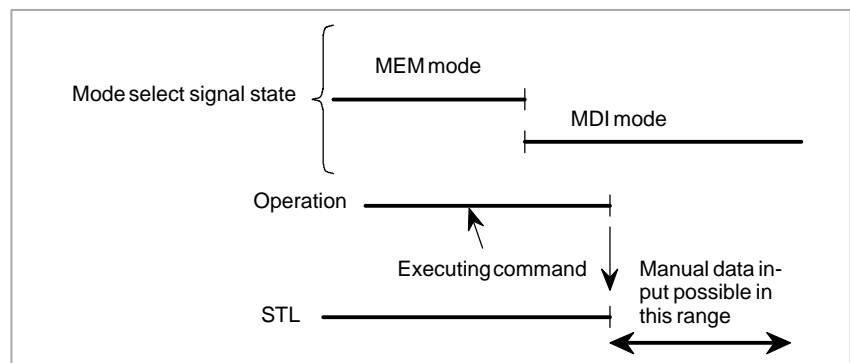 MEM mode
Mode select signal state
MDI mode
Operation
Executing command
Manual data in-
put possible in
this range
STL